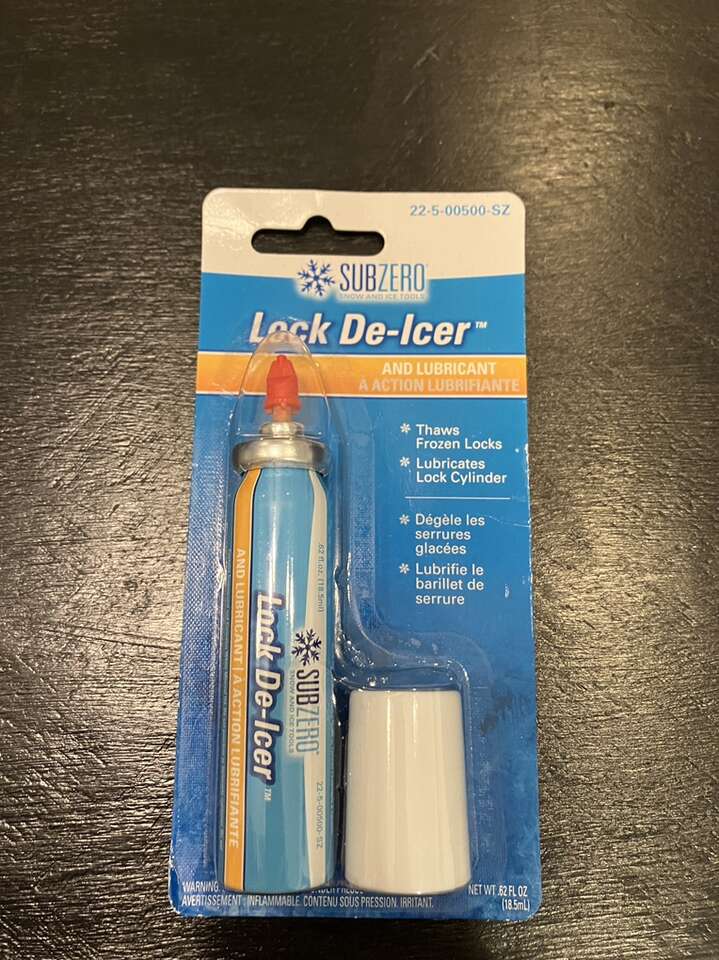 22-5-00500-SZ
SUBZERO
SNOW AND ICE TOOLS
Lock De-Icer™
AND LUBRICANT
À ACTION LUBRIFIANTE
* Thaws
Frozen Locks
* Lubricates
Lock Cylinder
* Dégèle les
serrures
glacées
* Lubrifie le
barillet de
serrure
.62 fl oz. (18.5ml)
SUBZERO
SNOW AND ICE TOOLS
22-5-00500-SZ
Lock De-Icer™
AND LUBRICANT | À ACTION LUBRIFIANTE
WARNING:
AVERTISSEMENT: INFLAMMABLE. CONTENU SOUS PRESSION. IRRITANT.
NET WT .62 FL OZ
(18.5mL)